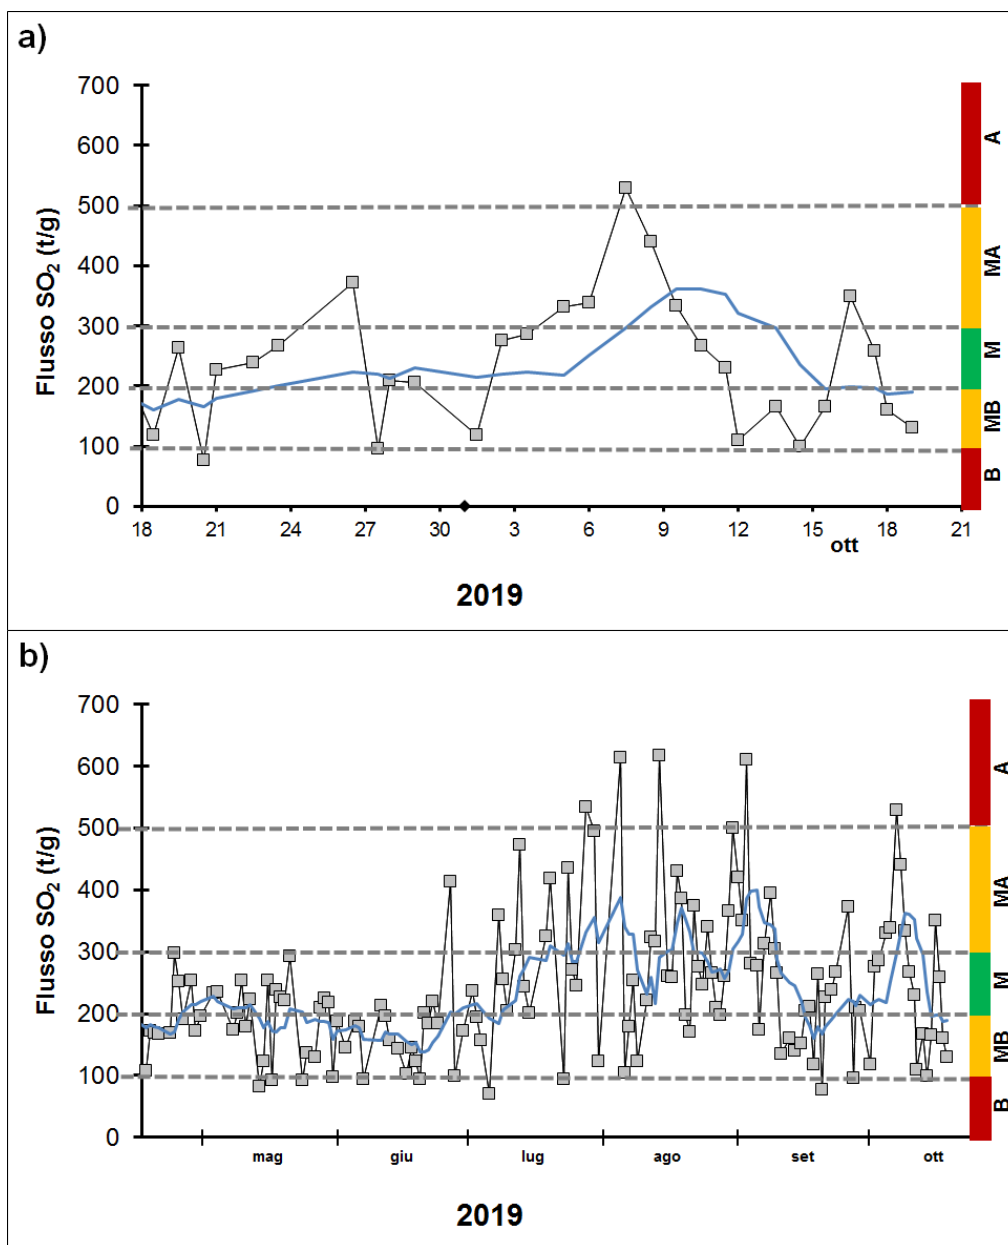 a)
Flusso SO₂ (t/g)
700
600
500
400
300
200
100
0
18 21 24 27 30 3 6 9 12 15 18 21
ott
2019
A
MA
M
MB
B
b)
Flusso SO₂ (t/g)
700
600
500
400
300
200
100
0
mag giu lug ago set ott
2019
A
MA
M
MB
B